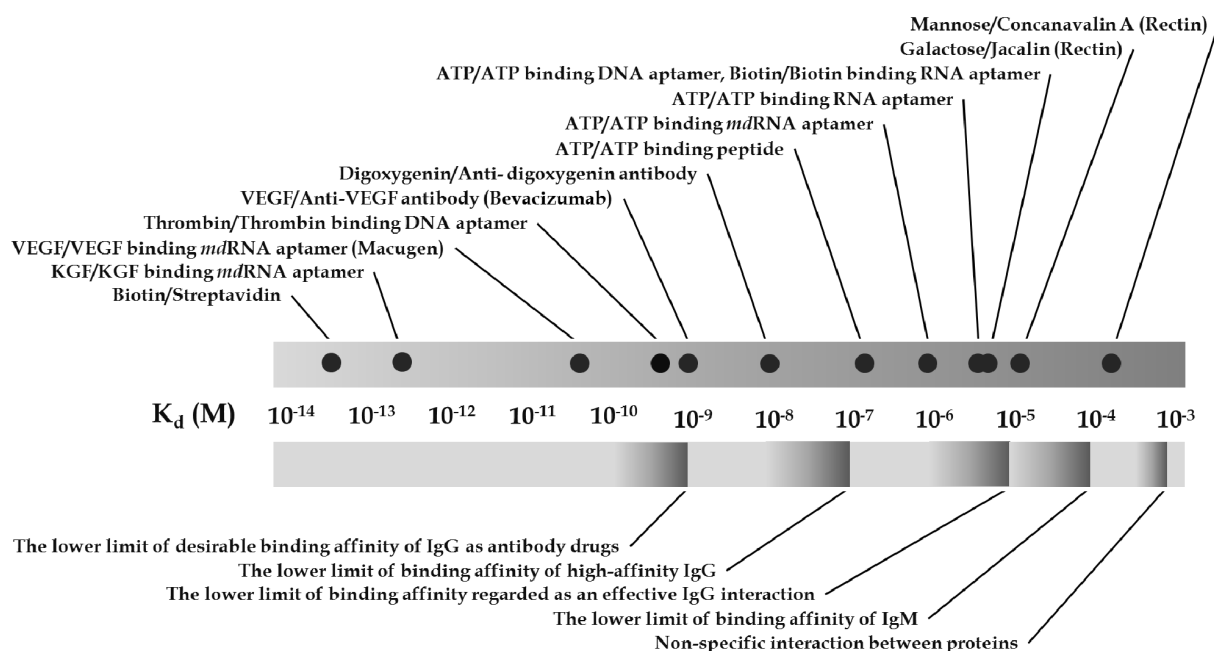 Mannose/Concanavalin A (Rectin)
Galactose/Jacalin (Rectin)
ATP/ATP binding DNA aptamer, Biotin/Biotin binding RNA aptamer
ATP/ATP binding RNA aptamer
ATP/ATP binding mdRNA aptamer
ATP/ATP binding peptide
Digoxygenin/Anti- digoxygenin antibody
VEGF/Anti-VEGF antibody (Bevacizumab)
Thrombin/Thrombin binding DNA aptamer
VEGF/VEGF binding mdRNA aptamer (Macugen)
KGF/KGF binding mdRNA aptamer
Biotin/Streptavidin
K_d (M) 10^-14 10^-13 10^-12 10^-11 10^-10 10^-9 10^-8 10^-7 10^-6 10^-5 10^-4 10^-3
The lower limit of desirable binding affinity of IgG as antibody drugs
The lower limit of binding affinity of high-affinity IgG
The lower limit of binding affinity regarded as an effective IgG interaction
The lower limit of binding affinity of IgM
Non-specific interaction between proteins